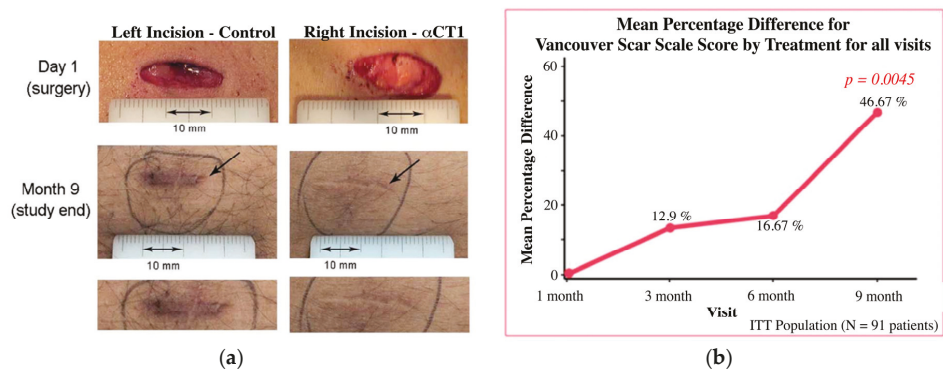 Left Incision - Control
Right Incision - αCT1
Day 1
(surgery)
10 mm
10 mm
Month 9
(study end)
10 mm
10 mm
(a)
Mean Percentage Difference for
Vancouver Scar Scale Score by Treatment for all visits
p = 0.0045
46.67 %
12.9 %
16.67 %
Mean Percentage Difference
60
40
20
0
1 month
3 month
6 month
9 month
Visit
ITT Population (N = 91 patients)
(b)